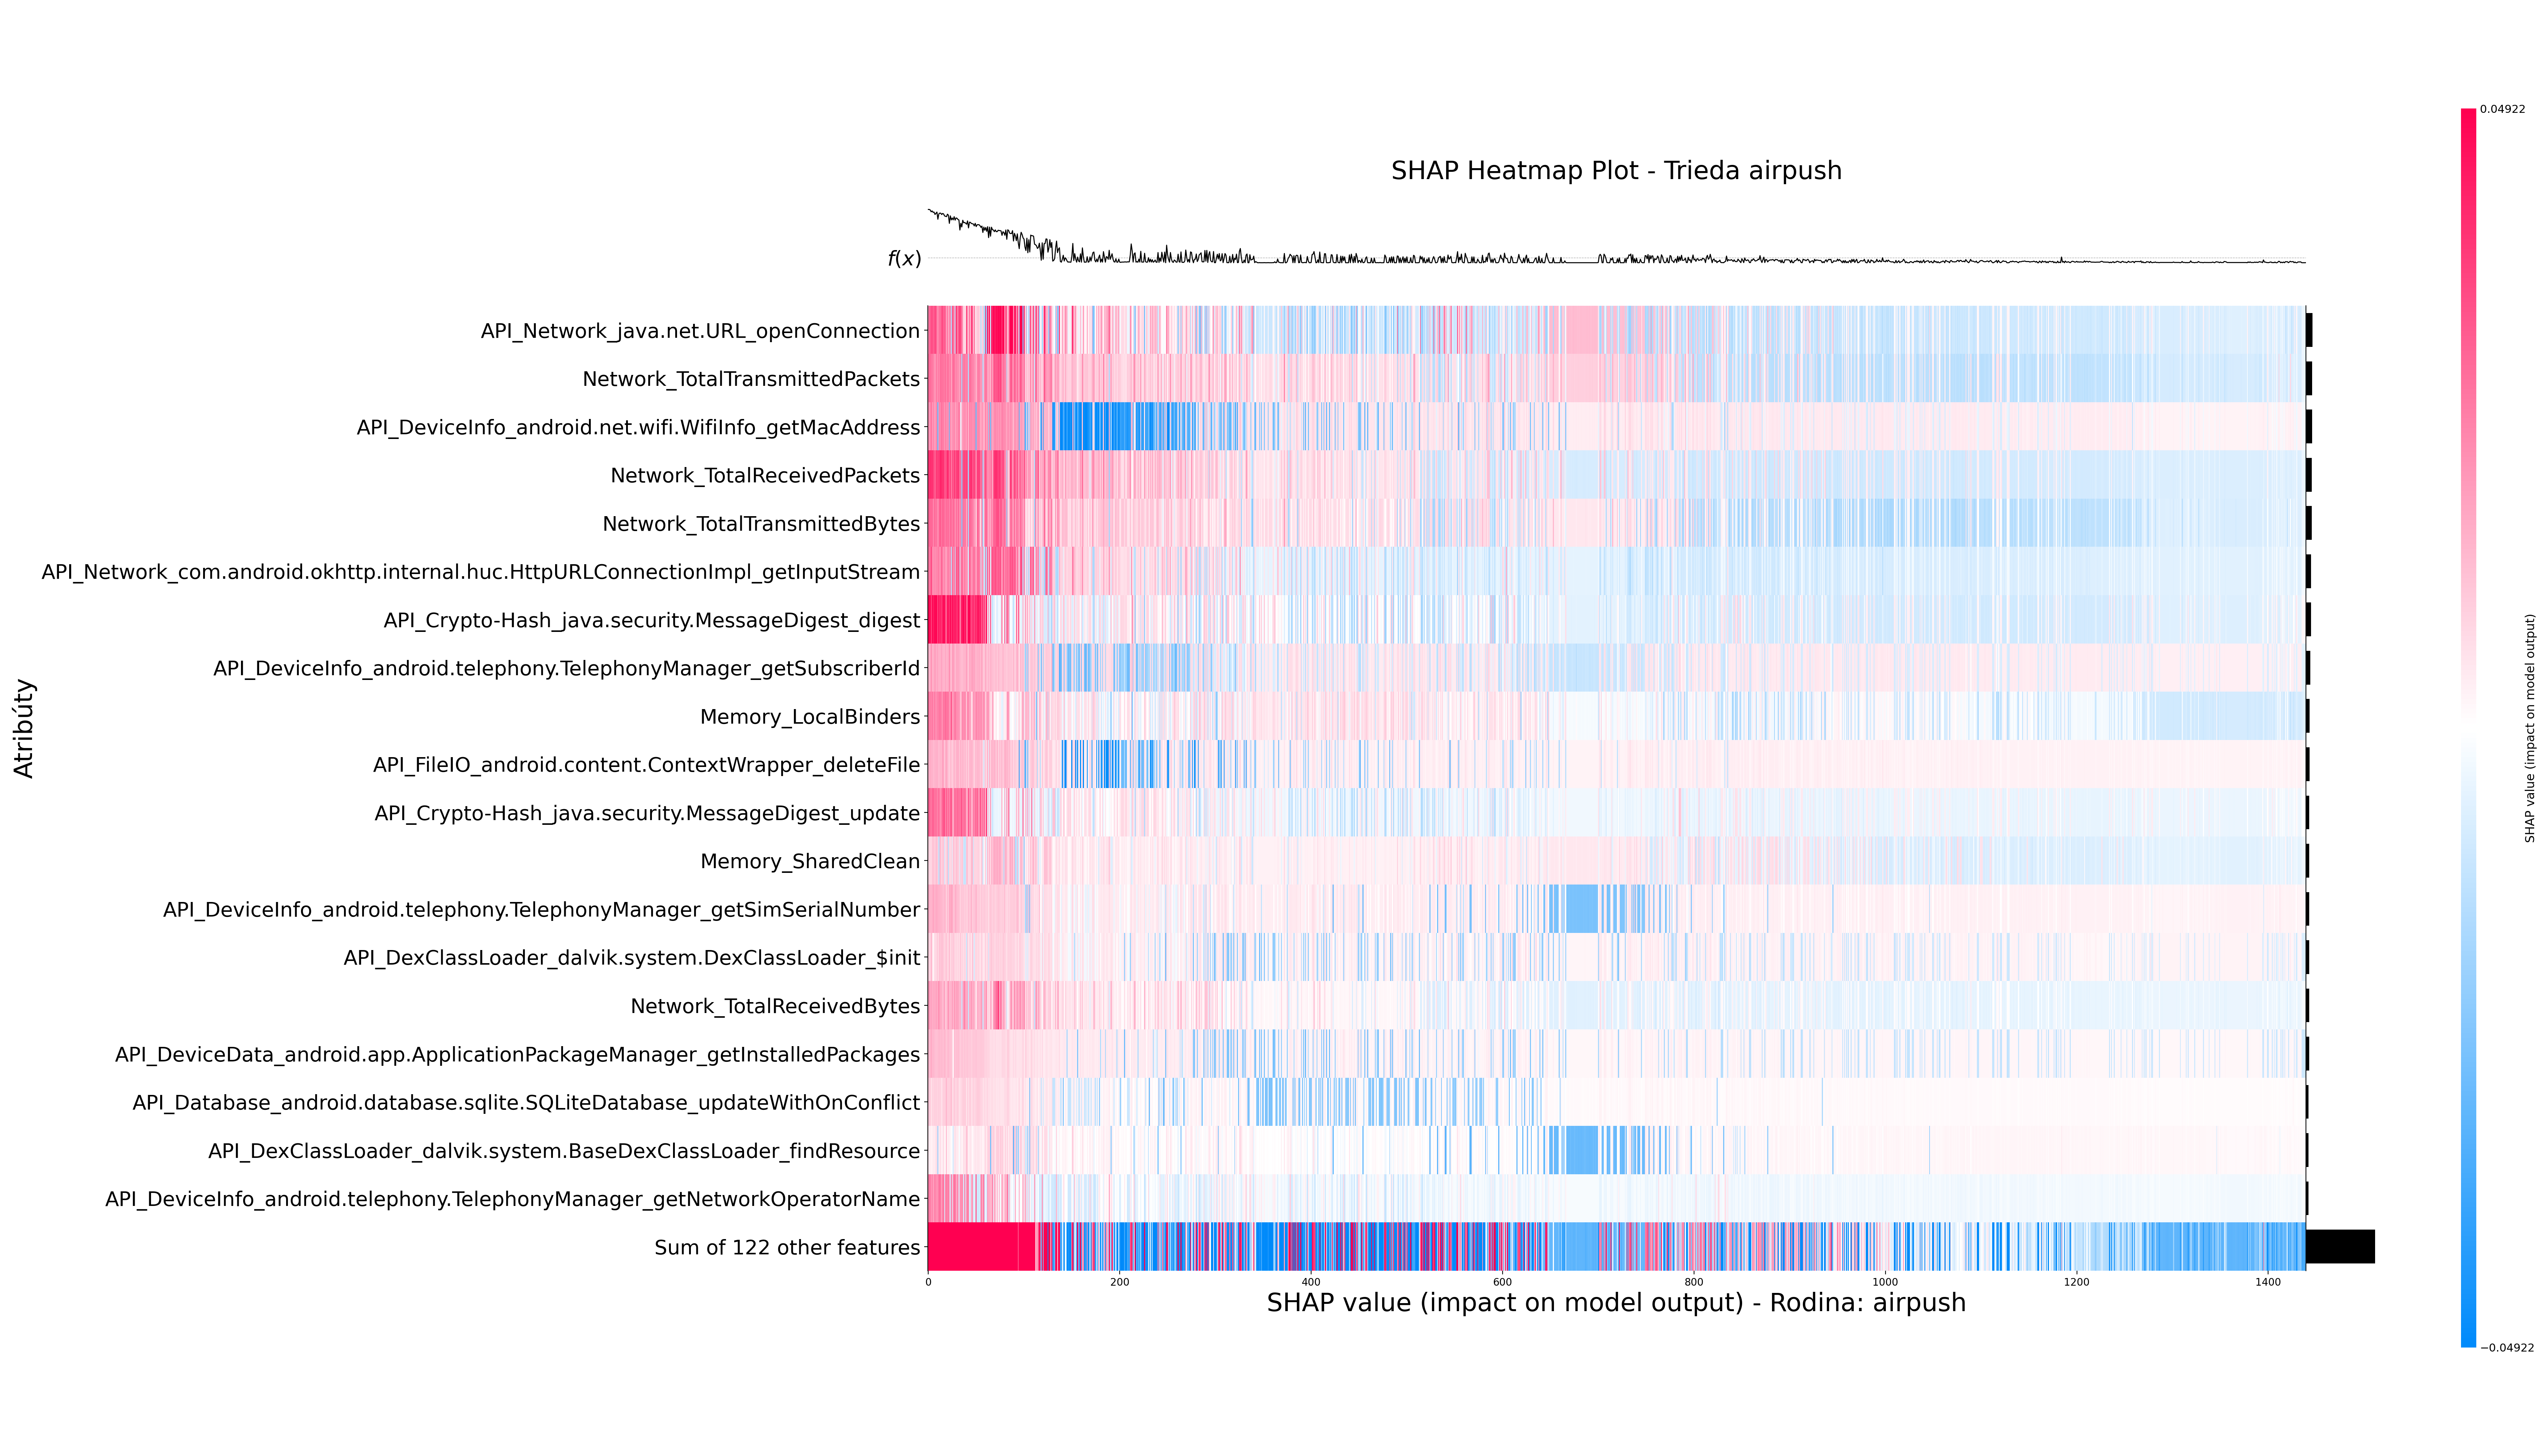 SHAP Heatmap Plot - Trieda airpush
f(x)
API_Network_java.net.URL_openConnection
Network_TotalTransmittedPackets
API_DeviceInfo_android.net.wifi.WifiInfo_getMacAddress
Network_TotalReceivedPackets
Network_TotalTransmittedBytes
API_Network_com.android.okhttp.internal.huc.HttpURLConnectionImpl_getInputStream
API_Crypto-Hash_java.security.MessageDigest_digest
API_DeviceInfo_android.telephony.TelephonyManager_getSubscriberId
Memory_LocalBinders
API_FileIO_android.content.ContextWrapper_deleteFile
API_Crypto-Hash_java.security.MessageDigest_update
Memory_SharedClean
API_DeviceInfo_android.telephony.TelephonyManager_getSimSerialNumber
API_DexClassLoader_dalvik.system.DexClassLoader_$init
Network_TotalReceivedBytes
API_DeviceData_android.app.ApplicationPackageManager_getInstalledPackages
API_Database_android.database.sqlite.SQLiteDatabase_updateWithOnConflict
API_DexClassLoader_dalvik.system.BaseDexClassLoader_findResource
API_DeviceInfo_android.telephony.TelephonyManager_getNetworkOperatorName
Sum of 122 other features
Atribúty
0 200 400 600 800 1000 1200 1400
SHAP value (impact on model output) - Rodina: airpush
0.04922
SHAP value (impact on model output)
−0.04922